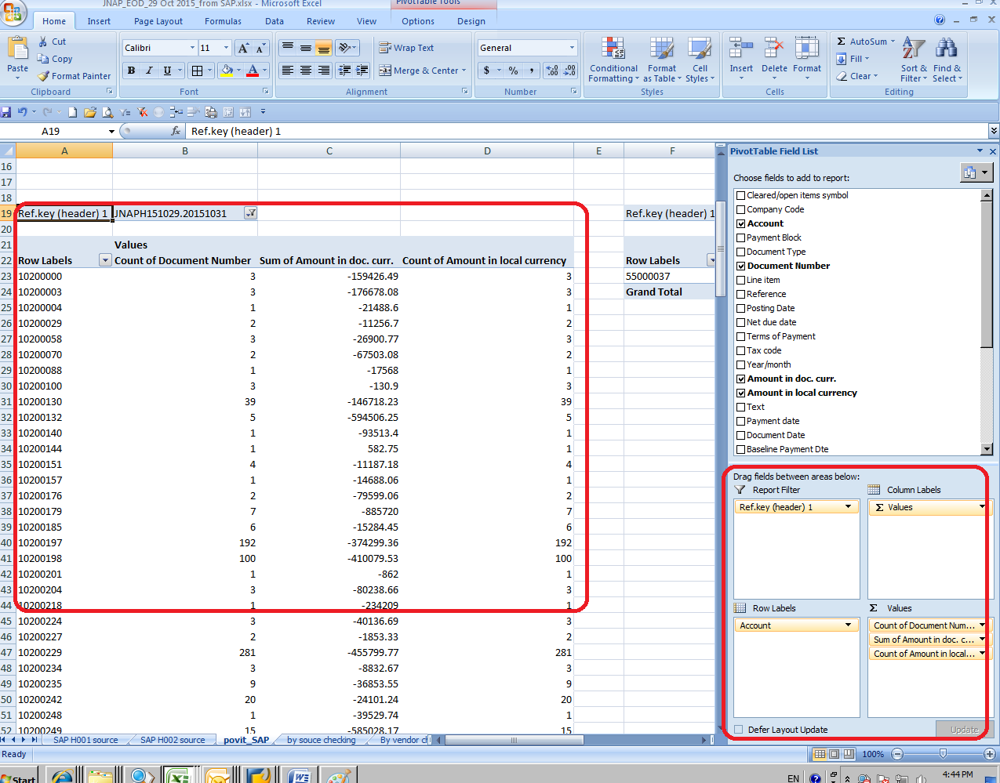 JNAP_EOD_29 Oct 2015_from SAP.xlsx - Microsoft Excel
PivotTable Tools
Home Insert Page Layout Formulas Data Review View Options Design
Paste
Cut
Copy
Format Painter
Clipboard
Calibri 11
B I U A
Font
Wrap Text
Merge & Center
Alignment
General
$ % ,
Number
Conditional Formatting
Format as Table
Cell Styles
Styles
Insert Delete Format
Cells
Σ AutoSum
Fill
Clear
Sort & Filter
Find & Select
Editing
A19 fx Ref.key (header) 1
A B C D E F
16
17
18
19 Ref.key (header) 1 JNAPH151029.20151031 Ref.key (header) 1
20
21 Values
22 Row Labels Count of Document Number Sum of Amount in doc. curr. Count of Amount in local currency Row Labels
23 10200000 3 -159426.49 3 55000037
24 10200003 3 -176678.08 3 Grand Total
25 10200004 1 -21488.6 1
26 10200029 2 -11256.7 2
27 10200058 3 -26900.77 3
28 10200070 2 -67503.08 2
29 10200088 1 -17568 1
30 10200100 3 -130.9 3
31 10200130 39 -146718.23 39
32 10200132 5 -594506.25 5
33 10200140 1 -93513.4 1
34 10200144 1 582.75 1
35 10200151 4 -11187.18 4
36 10200157 1 -14688.06 1
37 10200176 2 -79599.06 2
38 10200179 7 -885720 7
39 10200185 6 -15284.45 6
40 10200197 192 -374299.36 192
41 10200198 100 -410079.53 100
42 10200201 1 -862 1
43 10200204 3 -80238.66 3
44 10200218 1 -234209 1
45 10200224 3 -40136.69 3
46 10200227 2 -1853.33 2
47 10200229 281 -455799.77 281
48 10200234 3 -8832.67 3
49 10200235 9 -36853.55 9
50 10200242 20 -24101.24 20
51 10200248 1 -39529.74 1
52 10200249 15 -585028.17 15
SAP H001 source SAP H002 source povit_SAP by souce checking By vendor ch
PivotTable Field List
Choose fields to add to report:
Cleared/open items symbol
Company Code
Account
Payment Block
Document Type
Document Number
Line item
Reference
Posting Date
Net due date
Terms of Payment
Tax code
Year/month
Amount in doc. curr.
Amount in local currency
Text
Payment date
Document Date
Baseline Payment Dte
Drag fields between areas below:
Report Filter
Ref.key (header) 1
Column Labels
Σ Values
Row Labels
Account
Σ Values
Count of Document Num...
Sum of Amount in doc. c...
Count of Amount in local...
Defer Layout Update Update
Ready 100%
Start EN 4:44 PM